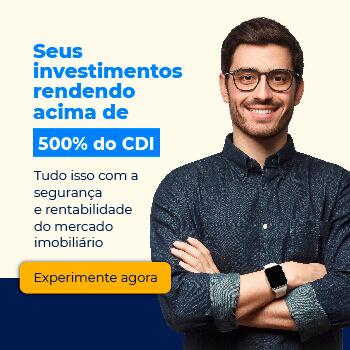 Seus
investimentos
rendendo
acima de
500% do CDI
Tudo isso com a
segurança
e rentabilidade
do mercado
imobiliário
Experimente agora